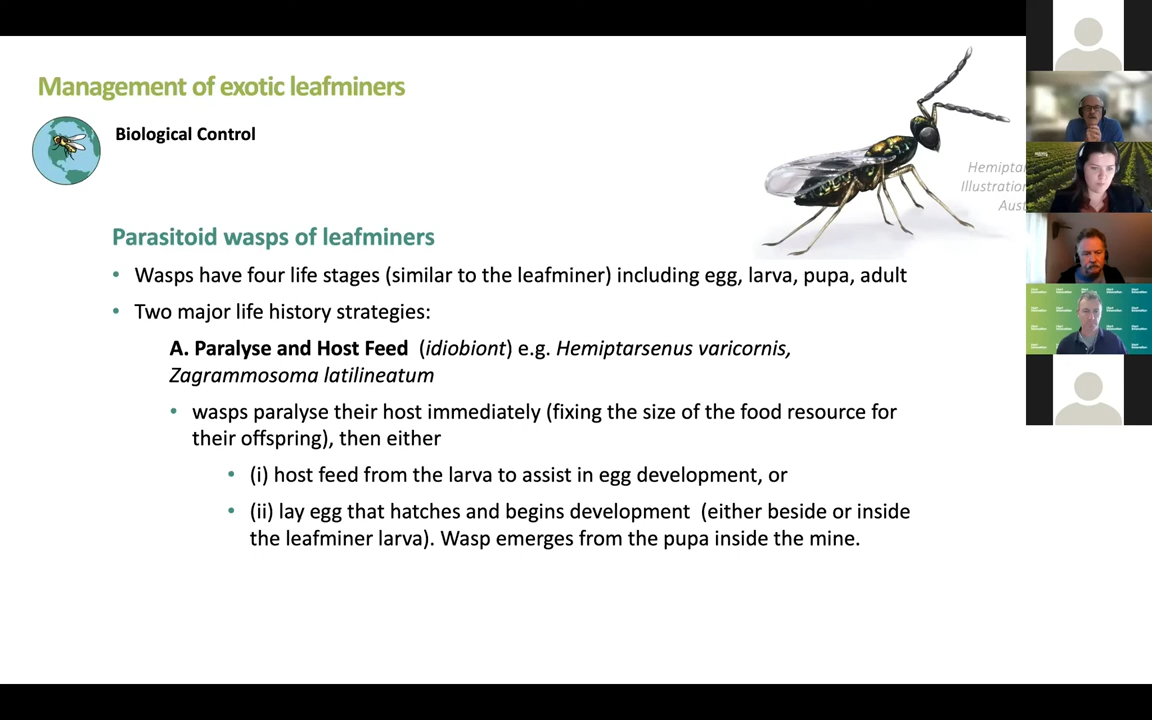 Management of exotic leafminers
Biological Control
Parasitoid wasps of leafminers
• Wasps have four life stages (similar to the leafminer) including egg, larva, pupa, adult
• Two major life history strategies:
A. Paralyse and Host Feed (idiobiont) e.g. Hemiptarsenus varicornis,
Zagrammosoma latilineatum
• wasps paralyse their host immediately (fixing the size of the food resource for
their offspring), then either
• (i) host feed from the larva to assist in egg development, or
• (ii) lay egg that hatches and begins development (either beside or inside
the leafminer larva). Wasp emerges from the pupa inside the mine.
Illustration